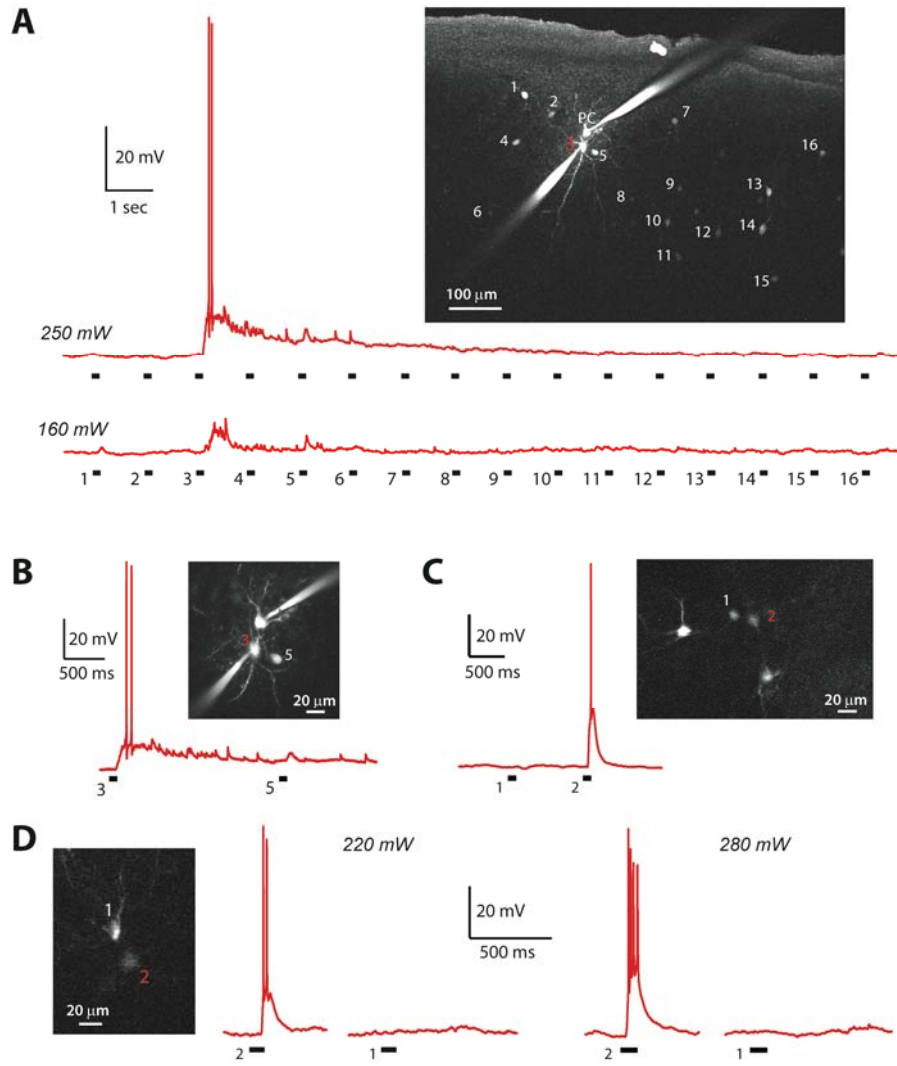 A
20 mV
1 sec
1
2
PC
3
4
5
7
16
6
8
9
13
10
12
14
11
15
100 µm
250 mW
160 mW
1 2 3 4 5 6 7 8 9 10 11 12 13 14 15 16
B
20 mV
500 ms
3
5
20 µm
3 5
C
20 mV
500 ms
1
2
20 µm
1 2
D
1
2
20 µm
220 mW
20 mV
500 ms
280 mW
2 1 2 1